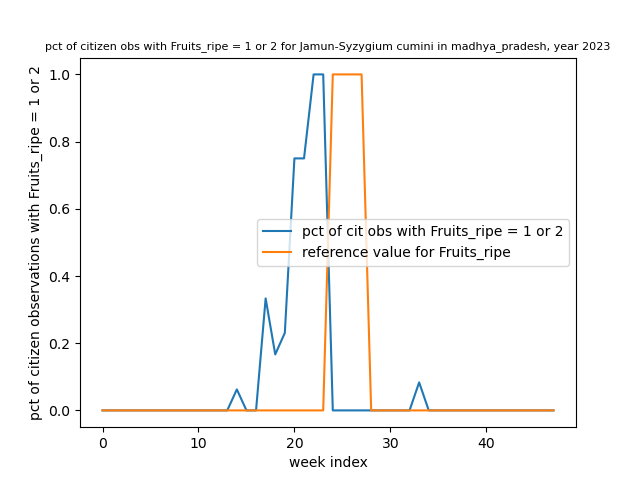 pct of citizen obs with Fruits_ripe = 1 or 2 for Jamun-Syzygium cumini in madhya_pradesh, year 2023
pct of citizen observations with Fruits_ripe = 1 or 2
1.0
0.8
0.6
0.4
0.2
0.0
pct of cit obs with Fruits_ripe = 1 or 2
reference value for Fruits_ripe
0 10 20 30 40
week index